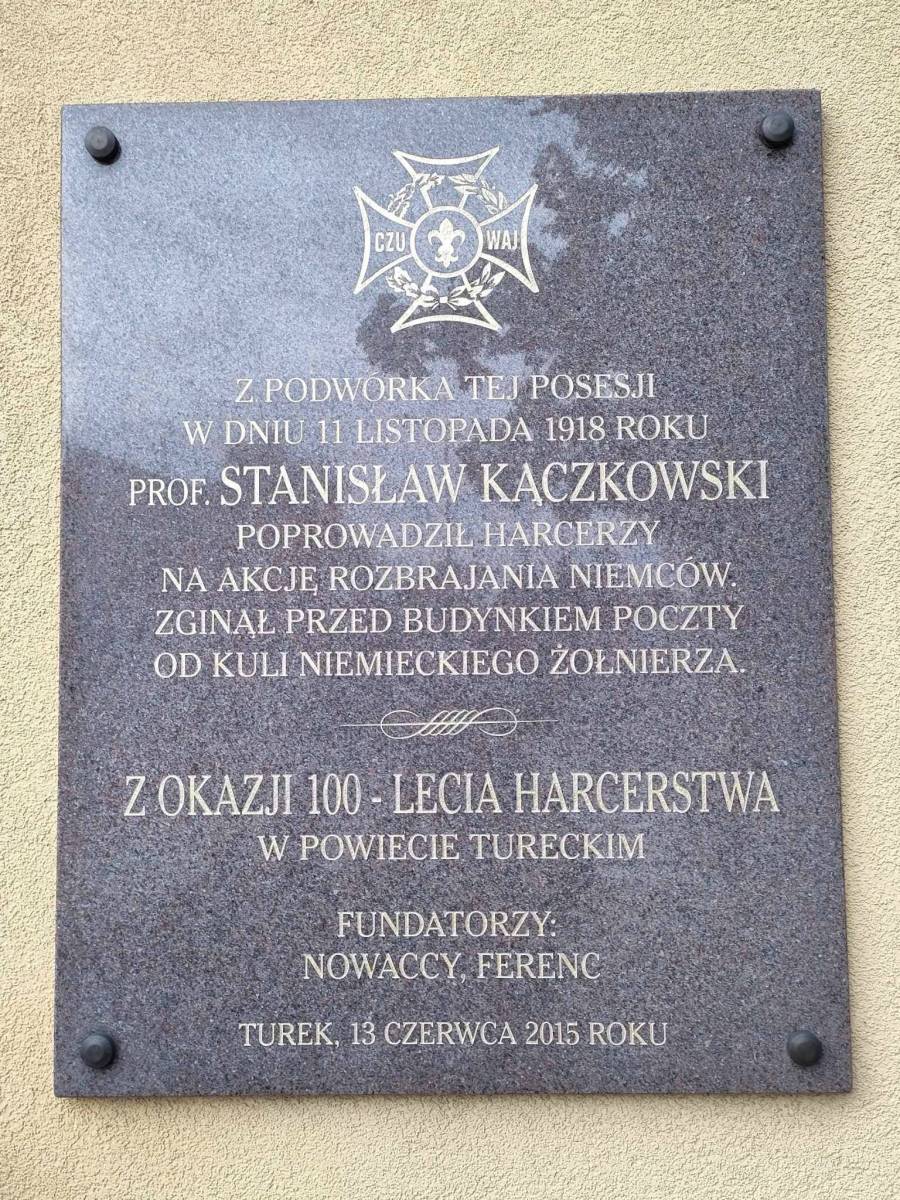 CZU WAJ
Z PODWÓRKA TEJ POSESJI
W DNIU 11 LISTOPADA 1918 ROKU
PROF. STANISŁAW KĄCZKOWSKI
POPROWADZIŁ HARCERZY
NA AKCJĘ ROZBRAJANIA NIEMCÓW.
ZGINĄŁ PRZED BUDYNKIEM POCZTY
OD KULI NIEMIECKIEGO ŻOŁNIERZA.
Z OKAZJI 100 - LECIA HARCERSTWA
W POWIECIE TURECKIM
FUNDATORZY:
NOWACCY, FERENC
TUREK, 13 CZERWCA 2015 ROKU